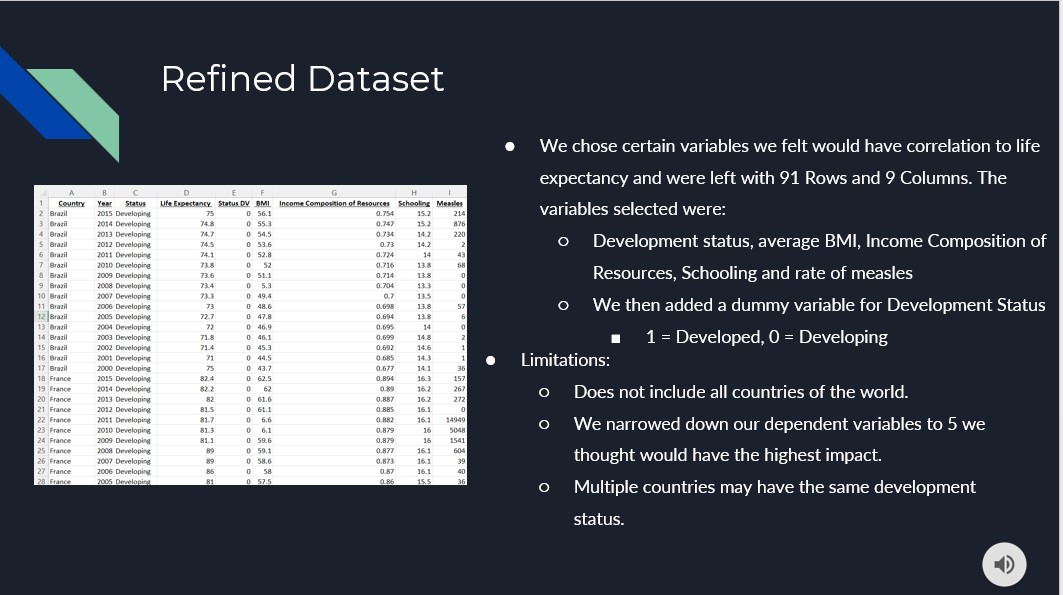 Refined Dataset
We chose certain variables we felt would have correlation to life
expectancy and were left with 91 Rows and 9 Columns. The
variables selected were:
Development status, average BMI, Income Composition of
Resources, Schooling and rate of measles
We then added a dummy variable for Development Status
1 = Developed, 0 = Developing
Limitations:
Does not include all countries of the world.
We narrowed down our dependent variables to 5 we
thought would have the highest impact.
Multiple countries may have the same development
status.
A B C D E F G H I
1 Country Year Status Life Expectancy Status DV BMI Income Composition of Resources Schooling Measles
2 Brazil 2015 Developing 75 0 56.1 0.754 15.2 214
3 Brazil 2014 Developing 74.8 0 55.3 0.747 15.2 876
4 Brazil 2013 Developing 74.7 0 54.5 0.734 14.2 220
5 Brazil 2012 Developing 74.5 0 53.6 0.73 14.2 2
6 Brazil 2011 Developing 74.1 0 52.8 0.724 14 43
7 Brazil 2010 Developing 73.8 0 52 0.716 13.8 68
8 Brazil 2009 Developing 73.6 0 51.1 0.714 13.8 0
9 Brazil 2008 Developing 73.4 0 5.3 0.704 13.3 0
10 Brazil 2007 Developing 73.3 0 49.4 0.7 13.5 0
11 Brazil 2006 Developing 73 0 48.6 0.698 13.8 57
12 Brazil 2005 Developing 72.7 0 47.8 0.694 13.8 6
13 Brazil 2004 Developing 72 0 46.9 0.695 14 0
14 Brazil 2003 Developing 71.8 0 46.1 0.699 14.8 2
15 Brazil 2002 Developing 71.4 0 45.3 0.692 14.6 1
16 Brazil 2001 Developing 71 0 44.5 0.685 14.3 1
17 Brazil 2000 Developing 75 0 43.7 0.677 14.1 36
18 France 2015 Developing 82.4 0 62.5 0.894 16.3 157
19 France 2014 Developing 82.2 0 62 0.89 16.2 267
20 France 2013 Developing 82 0 61.6 0.887 16.2 272
21 France 2012 Developing 81.5 0 61.1 0.885 16.1 0
22 France 2011 Developing 81.7 0 6.6 0.882 16.1 14949
23 France 2010 Developing 81.3 0 6.1 0.879 16 5048
24 France 2009 Developing 81.1 0 59.6 0.879 16 1541
25 France 2008 Developing 89 0 59.1 0.877 16.1 604
26 France 2007 Developing 89 0 58.6 0.873 16.1 39
27 France 2006 Developing 86 0 58 0.87 16.1 40
28 France 2005 Developing 81 0 57.5 0.86 15.5 36